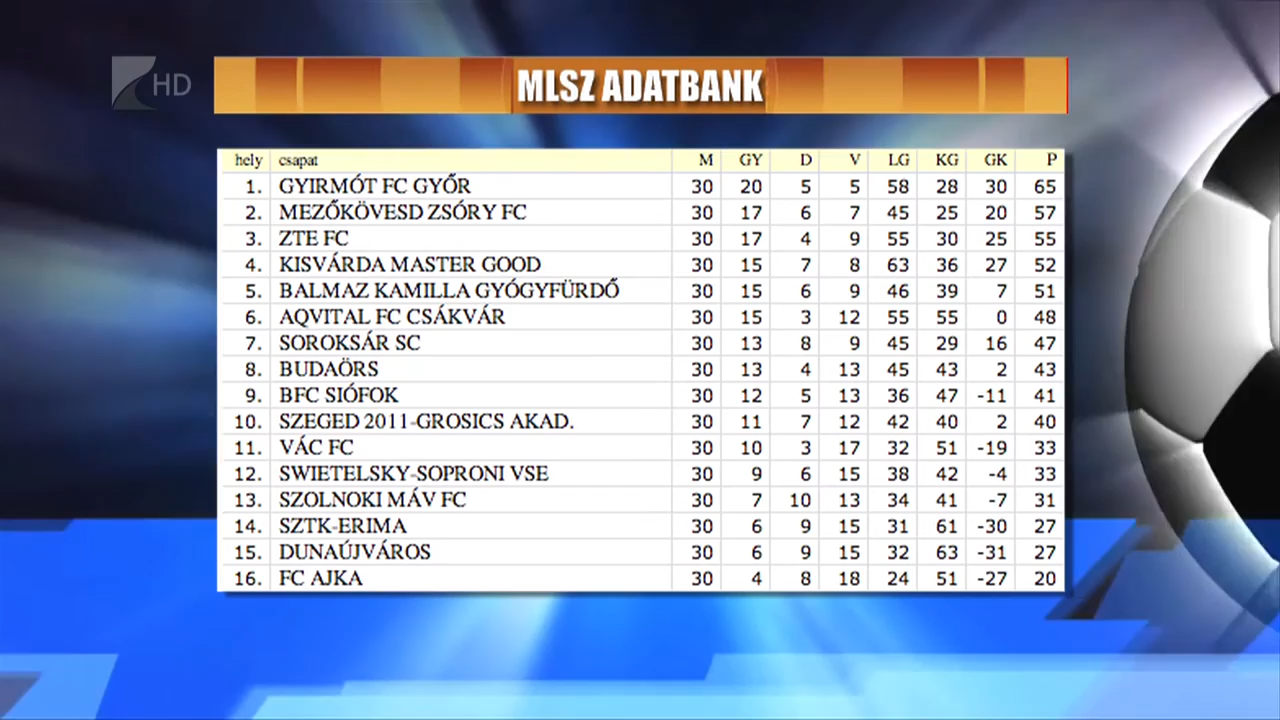 HD
MLSZ ADATBANK
hely csapat M GY D V LG KG GK P
1. GYIRMÓT FC GYŐR 30 20 5 5 58 28 30 65
2. MEZŐKÖVESD ZSÓRY FC 30 17 6 7 45 25 20 57
3. ZTE FC 30 17 4 9 55 30 25 55
4. KISVÁRDA MASTER GOOD 30 15 7 8 63 36 27 52
5. BALMAZ KAMILLA GYÓGYFÜRDŐ 30 15 6 9 46 39 7 51
6. AQVITAL FC CSÁKVÁR 30 15 3 12 55 55 0 48
7. SOROKSÁR SC 30 13 8 9 45 29 16 47
8. BUDAÖRS 30 13 4 13 45 43 2 43
9. BFC SIÓFOK 30 12 5 13 36 47 -11 41
10. SZEGED 2011-GROSICS AKAD. 30 11 7 12 42 40 2 40
11. VÁC FC 30 10 3 17 32 51 -19 33
12. SWIETELSKY-SOPRONI VSE 30 9 6 15 38 42 -4 33
13. SZOLNOKI MÁV FC 30 7 10 13 34 41 -7 31
14. SZTK-ERIMA 30 6 9 15 31 61 -30 27
15. DUNAÚJVÁROS 30 6 9 15 32 63 -31 27
16. FC AJKA 30 4 8 18 24 51 -27 20